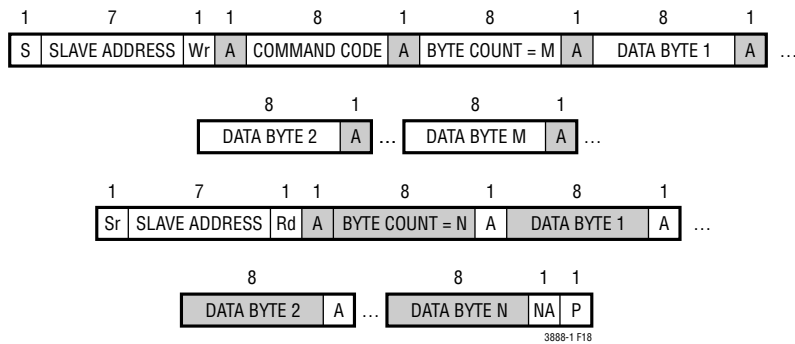 1 7 1 1 8 1 8 1 8 1
S SLAVE ADDRESS Wr A COMMAND CODE A BYTE COUNT = M A DATA BYTE 1 A …
8 1 8 1
DATA BYTE 2 A … DATA BYTE M A …
1 7 1 1 8 1 8 1
Sr SLAVE ADDRESS Rd A BYTE COUNT = N A DATA BYTE 1 A …
8 8 1 1
DATA BYTE 2 A … DATA BYTE N NA P
3888-1 F18